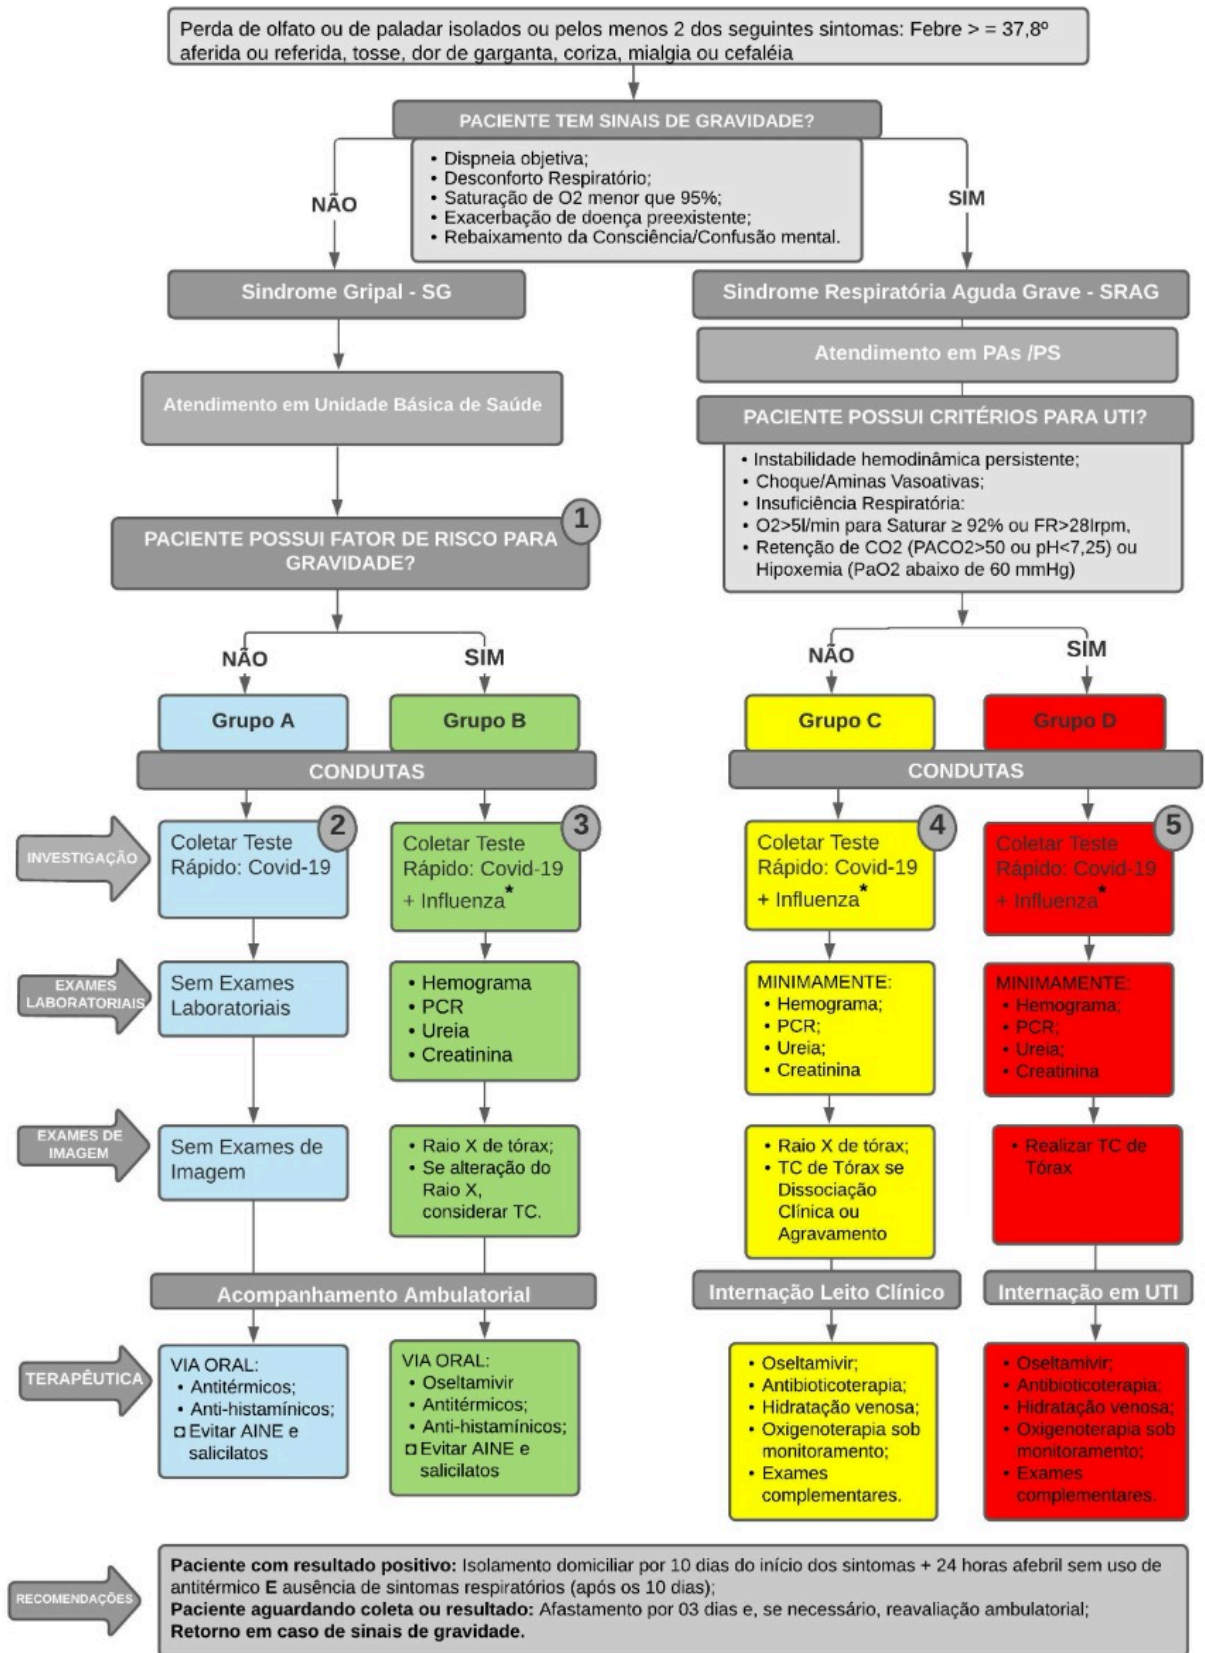 Perda de olfato ou de paladar isolados ou pelos menos 2 dos seguintes sintomas: Febre > = 37,8º
aferida ou referida, tosse, dor de garganta, coriza, mialgia ou cefaléia
PACIENTE TEM SINAIS DE GRAVIDADE?
• Dispneia objetiva;
• Desconforto Respiratório;
• Saturação de O2 menor que 95%;
• Exacerbação de doença preexistente;
• Rebaixamento da Consciência/Confusão mental.
NÃO
SIM
Sindrome Gripal - SG
Sindrome Respiratória Aguda Grave - SRAG
Atendimento em Unidade Básica de Saúde
Atendimento em PAs /PS
PACIENTE POSSUI CRITÉRIOS PARA UTI?
• Instabilidade hemodinâmica persistente;
• Choque/Aminas Vasoativas;
• Insuficiência Respiratória:
• O2>5l/min para Saturar ≥ 92% ou FR>28Irpm,
• Retenção de CO2 (PACO2>50 ou pH<7,25) ou
Hipoxemia (PaO2 abaixo de 60 mmHg)
1
PACIENTE POSSUI FATOR DE RISCO PARA
GRAVIDADE?
NÃO
SIM
NÃO
SIM
Grupo A
Grupo B
Grupo C
Grupo D
CONDUTAS
CONDUTAS
INVESTIGAÇÃO
2
Coletar Teste
Rápido: Covid-19
3
Coletar Teste
Rápido: Covid-19
+ Influenza*
4
Coletar Teste
Rápido: Covid-19
+ Influenza*
5
Coletar Teste
Rápido: Covid-19
+ Influenza*
EXAMES
LABORATORIAIS
Sem Exames
Laboratoriais
• Hemograma
• PCR
• Ureia
• Creatinina
MINIMAMENTE:
• Hemograma;
• PCR;
• Ureia;
• Creatinina
MINIMAMENTE:
• Hemograma;
• PCR;
• Ureia;
• Creatinina
EXAMES DE
IMAGEM
Sem Exames de
Imagem
• Raio X de tórax;
• Se alteração do
Raio X,
considerar TC.
• Raio X de tórax;
• TC de Tórax se
Dissociação
Clínica ou
Agravamento
• Realizar TC de
Tórax
Acompanhamento Ambulatorial
Internação Leito Clínico
Internação em UTI
TERAPÊUTICA
VIA ORAL:
• Antitérmicos;
• Anti-histamínicos;
◘ Evitar AINE e
salicilatos
VIA ORAL:
• Oseltamivir
• Antitérmicos;
• Anti-histamínicos;
◘ Evitar AINE e
salicilatos
• Oseltamivir;
• Antibioticoterapia;
• Hidratação venosa;
• Oxigenoterapia sob
monitoramento;
• Exames
complementares.
• Oseltamivir;
• Antibioticoterapia;
• Hidratação venosa;
• Oxigenoterapia sob
monitoramento;
• Exames
complementares.
RECOMENDAÇÕES
Paciente com resultado positivo: Isolamento domiciliar por 10 dias do início dos sintomas + 24 horas afebril sem uso de
antitérmico E ausência de sintomas respiratórios (após os 10 dias);
Paciente aguardando coleta ou resultado: Afastamento por 03 dias e, se necessário, reavaliação ambulatorial;
Retorno em caso de sinais de gravidade.